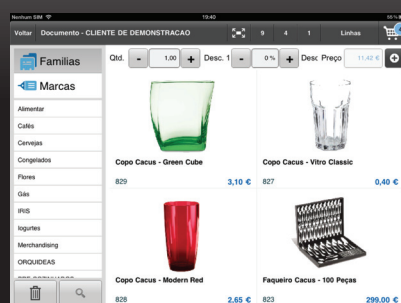 Nenhum SIM
19:40
Voltar Documento - CLIENTE DE DEMONSTRACAO 9 4 1 Linhas
Familias
Marcas
Qtd. - 1,00 + Desc. 1 - 0 % + Desc Preço 11,42 € +
Alimentar
Cafés
Cervejas
Congelados
Flores
Gás
IRIS
Iogurtes
Merchandising
ORQUIDEAS
Copo Cacus - Green Cube
829 3,10 €
Copo Cacus - Vitro Classic
827 0,40 €
Copo Cacus - Modern Red
828 2,65 €
Faqueiro Cacus - 100 Peças
823 299,00 €